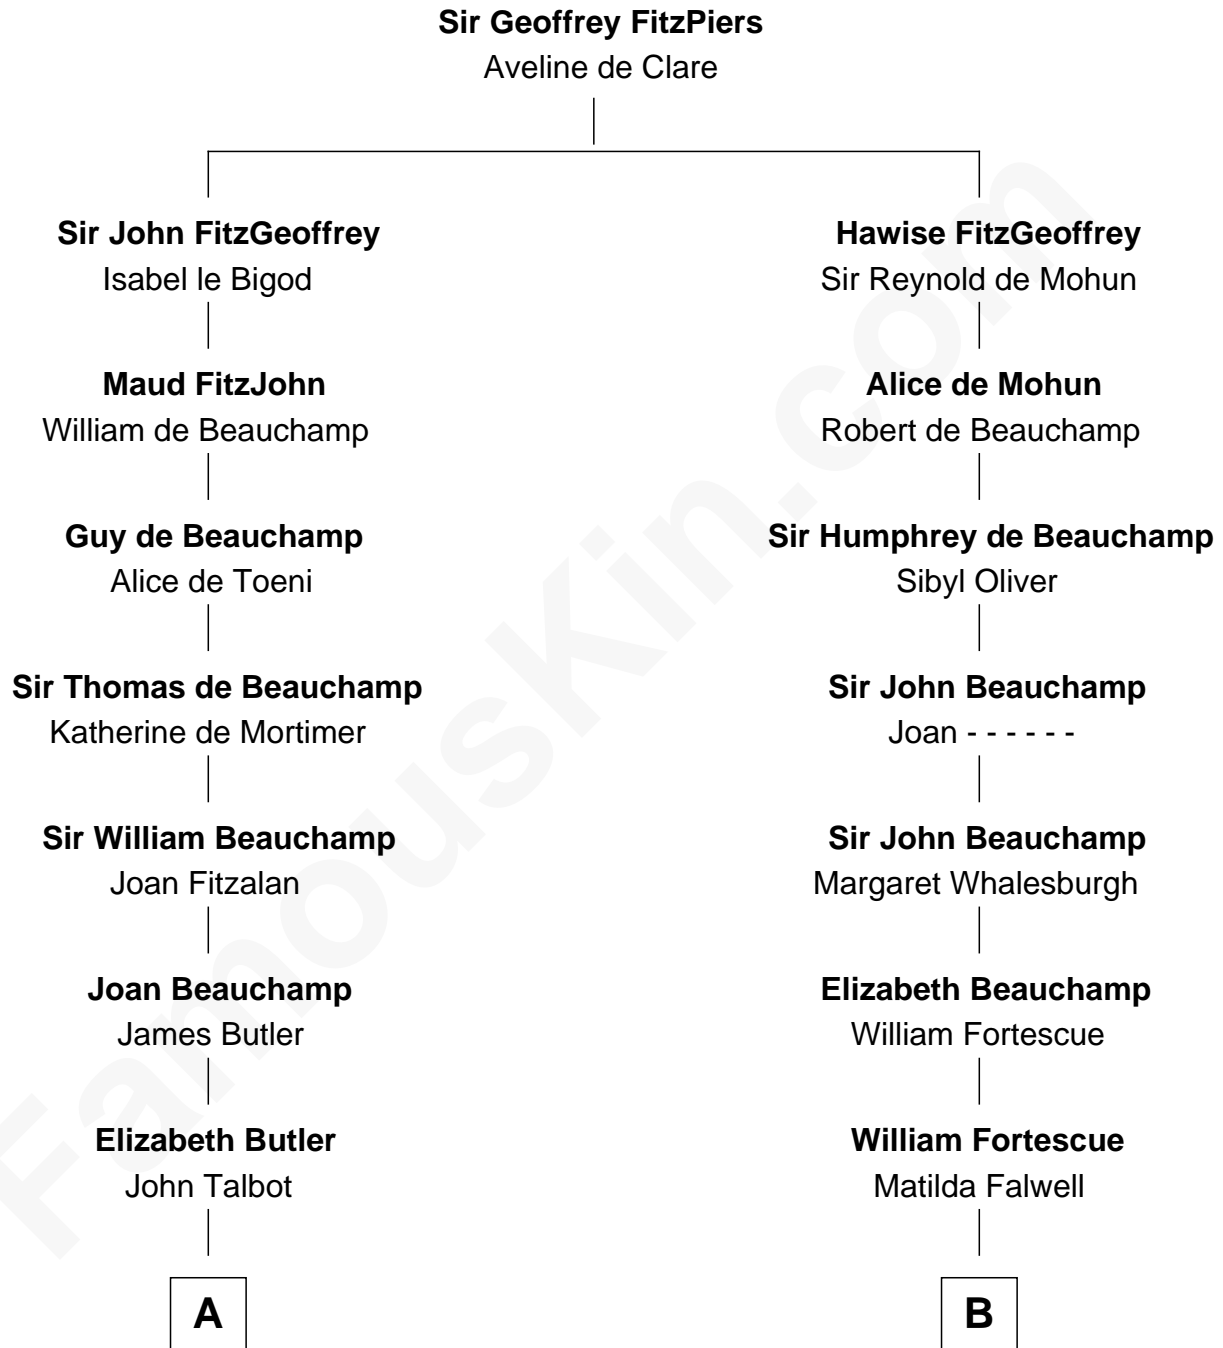 Sir Geoffrey FitzPiers
Aveline de Clare
Sir John FitzGeoffrey
Isabel le Bigod
Hawise FitzGeoffrey
Sir Reynold de Mohun
Maud FitzJohn
William de Beauchamp
Alice de Mohun
Robert de Beauchamp
Guy de Beauchamp
Alice de Toeni
Sir Humphrey de Beauchamp
Sibyl Oliver
Sir Thomas de Beauchamp
Katherine de Mortimer
Sir John Beauchamp
Joan - - - - - -
Sir William Beauchamp
Joan Fitzalan
Sir John Beauchamp
Margaret Whalesburgh
Joan Beauchamp
James Butler
Elizabeth Beauchamp
William Fortescue
Elizabeth Butler
John Talbot
William Fortescue
Matilda Falwell
A
B
FamousKin.com